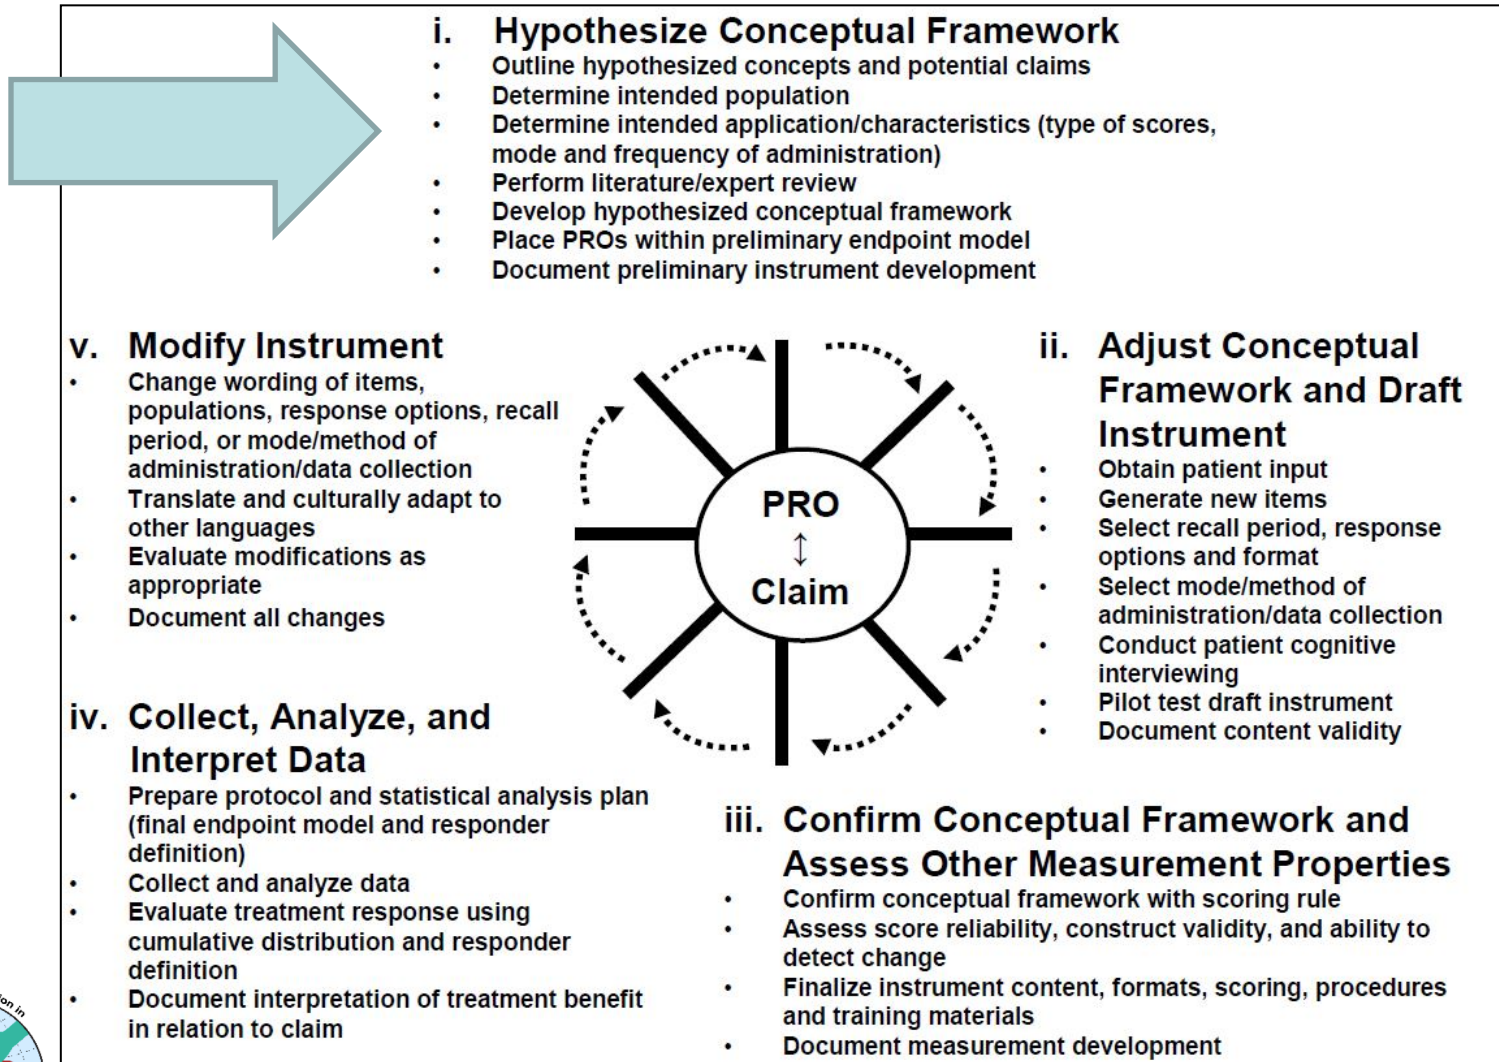 i. Hypothesize Conceptual Framework
• Outline hypothesized concepts and potential claims
• Determine intended population
• Determine intended application/characteristics (type of scores,
mode and frequency of administration)
• Perform literature/expert review
• Develop hypothesized conceptual framework
• Place PROs within preliminary endpoint model
• Document preliminary instrument development
ii. Adjust Conceptual
Framework and Draft
Instrument
• Obtain patient input
• Generate new items
• Select recall period, response
options and format
• Select mode/method of
administration/data collection
• Conduct patient cognitive
interviewing
• Pilot test draft instrument
• Document content validity
iii. Confirm Conceptual Framework and
Assess Other Measurement Properties
• Confirm conceptual framework with scoring rule
• Assess score reliability, construct validity, and ability to
detect change
• Finalize instrument content, formats, scoring, procedures
and training materials
• Document measurement development
iv. Collect, Analyze, and
Interpret Data
• Prepare protocol and statistical analysis plan
(final endpoint model and responder
definition)
• Collect and analyze data
• Evaluate treatment response using
cumulative distribution and responder
definition
• Document interpretation of treatment benefit
in relation to claim
v. Modify Instrument
• Change wording of items,
populations, response options, recall
period, or mode/method of
administration/data collection
• Translate and culturally adapt to
other languages
• Evaluate modifications as
appropriate
• Document all changes
PRO
↕
Claim